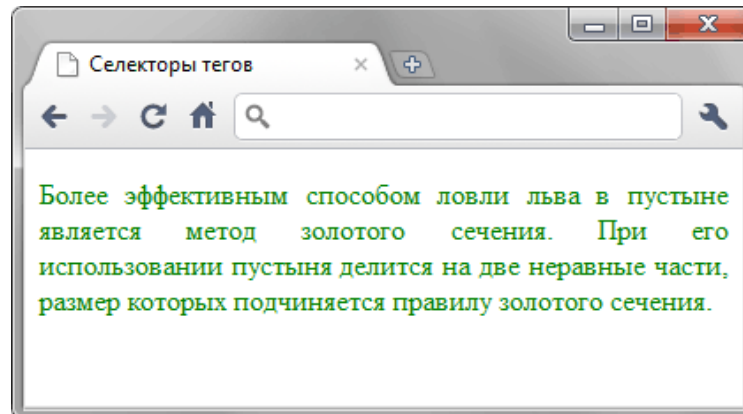 Селекторы тегов
Более эффективным способом ловли льва в пустыне
является метод золотого сечения. При его
использовании пустыня делится на две неравные части,
размер которых подчиняется правилу золотого сечения.